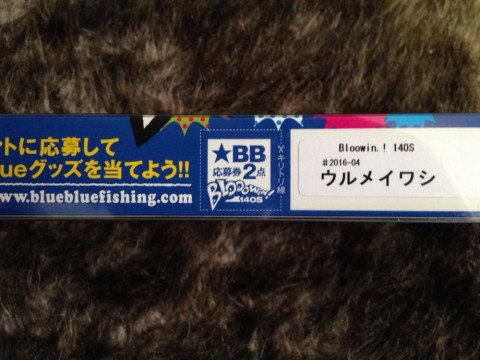 ントに応募して
ueグッズを当てよう!!
www.bluebluefishing.com
★BB
応募券2点
Blooowin!
140S
キリトリ線
Bloowin.! 140S
#2016-04
ウルメイワシ